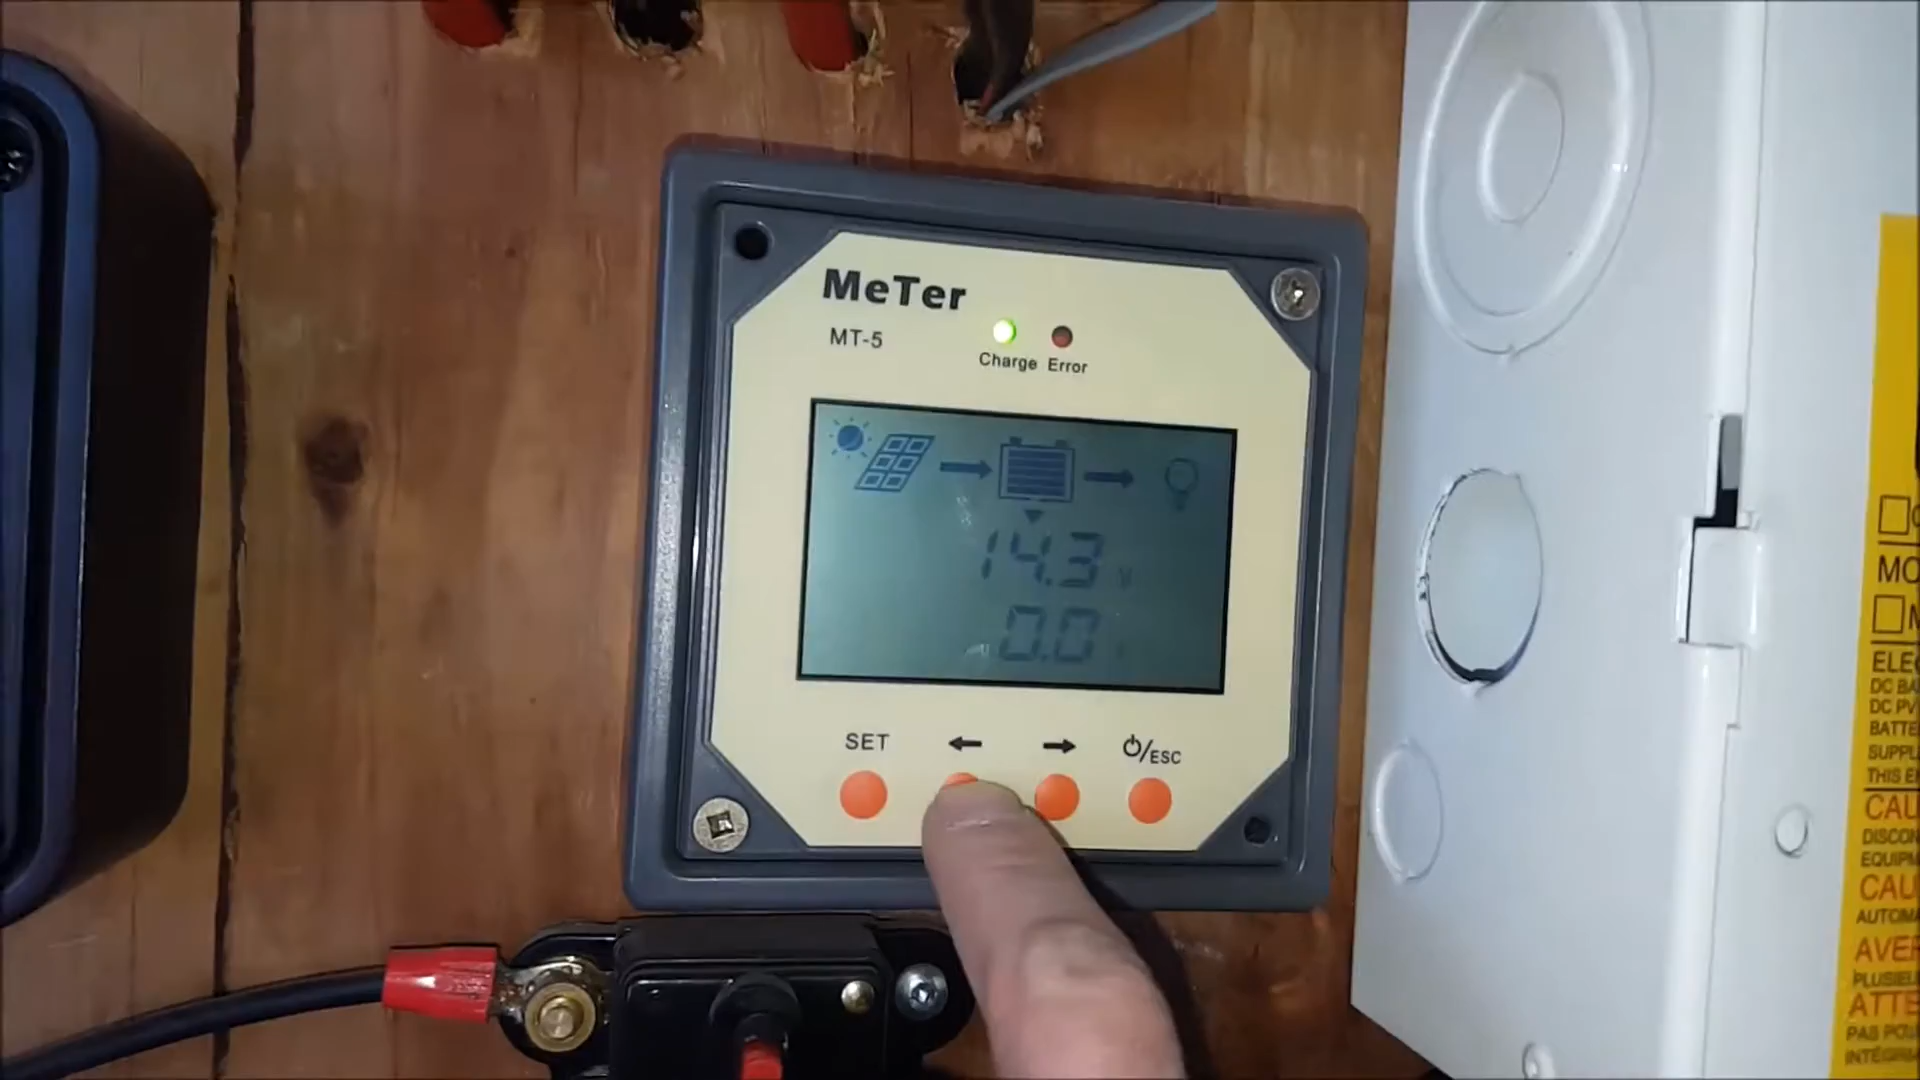 MeTer
MT-5
Charge Error
14.3 V
0.0
SET
/ESC
MO
ELE
DC BA
DC PV
BATTE
SUPPL
THIS E
CAU
DISCON
EQUIPM
CAU
AUTOMA
AVER
PLUSIEU
ATTE
PAS POU
INTÉGRA